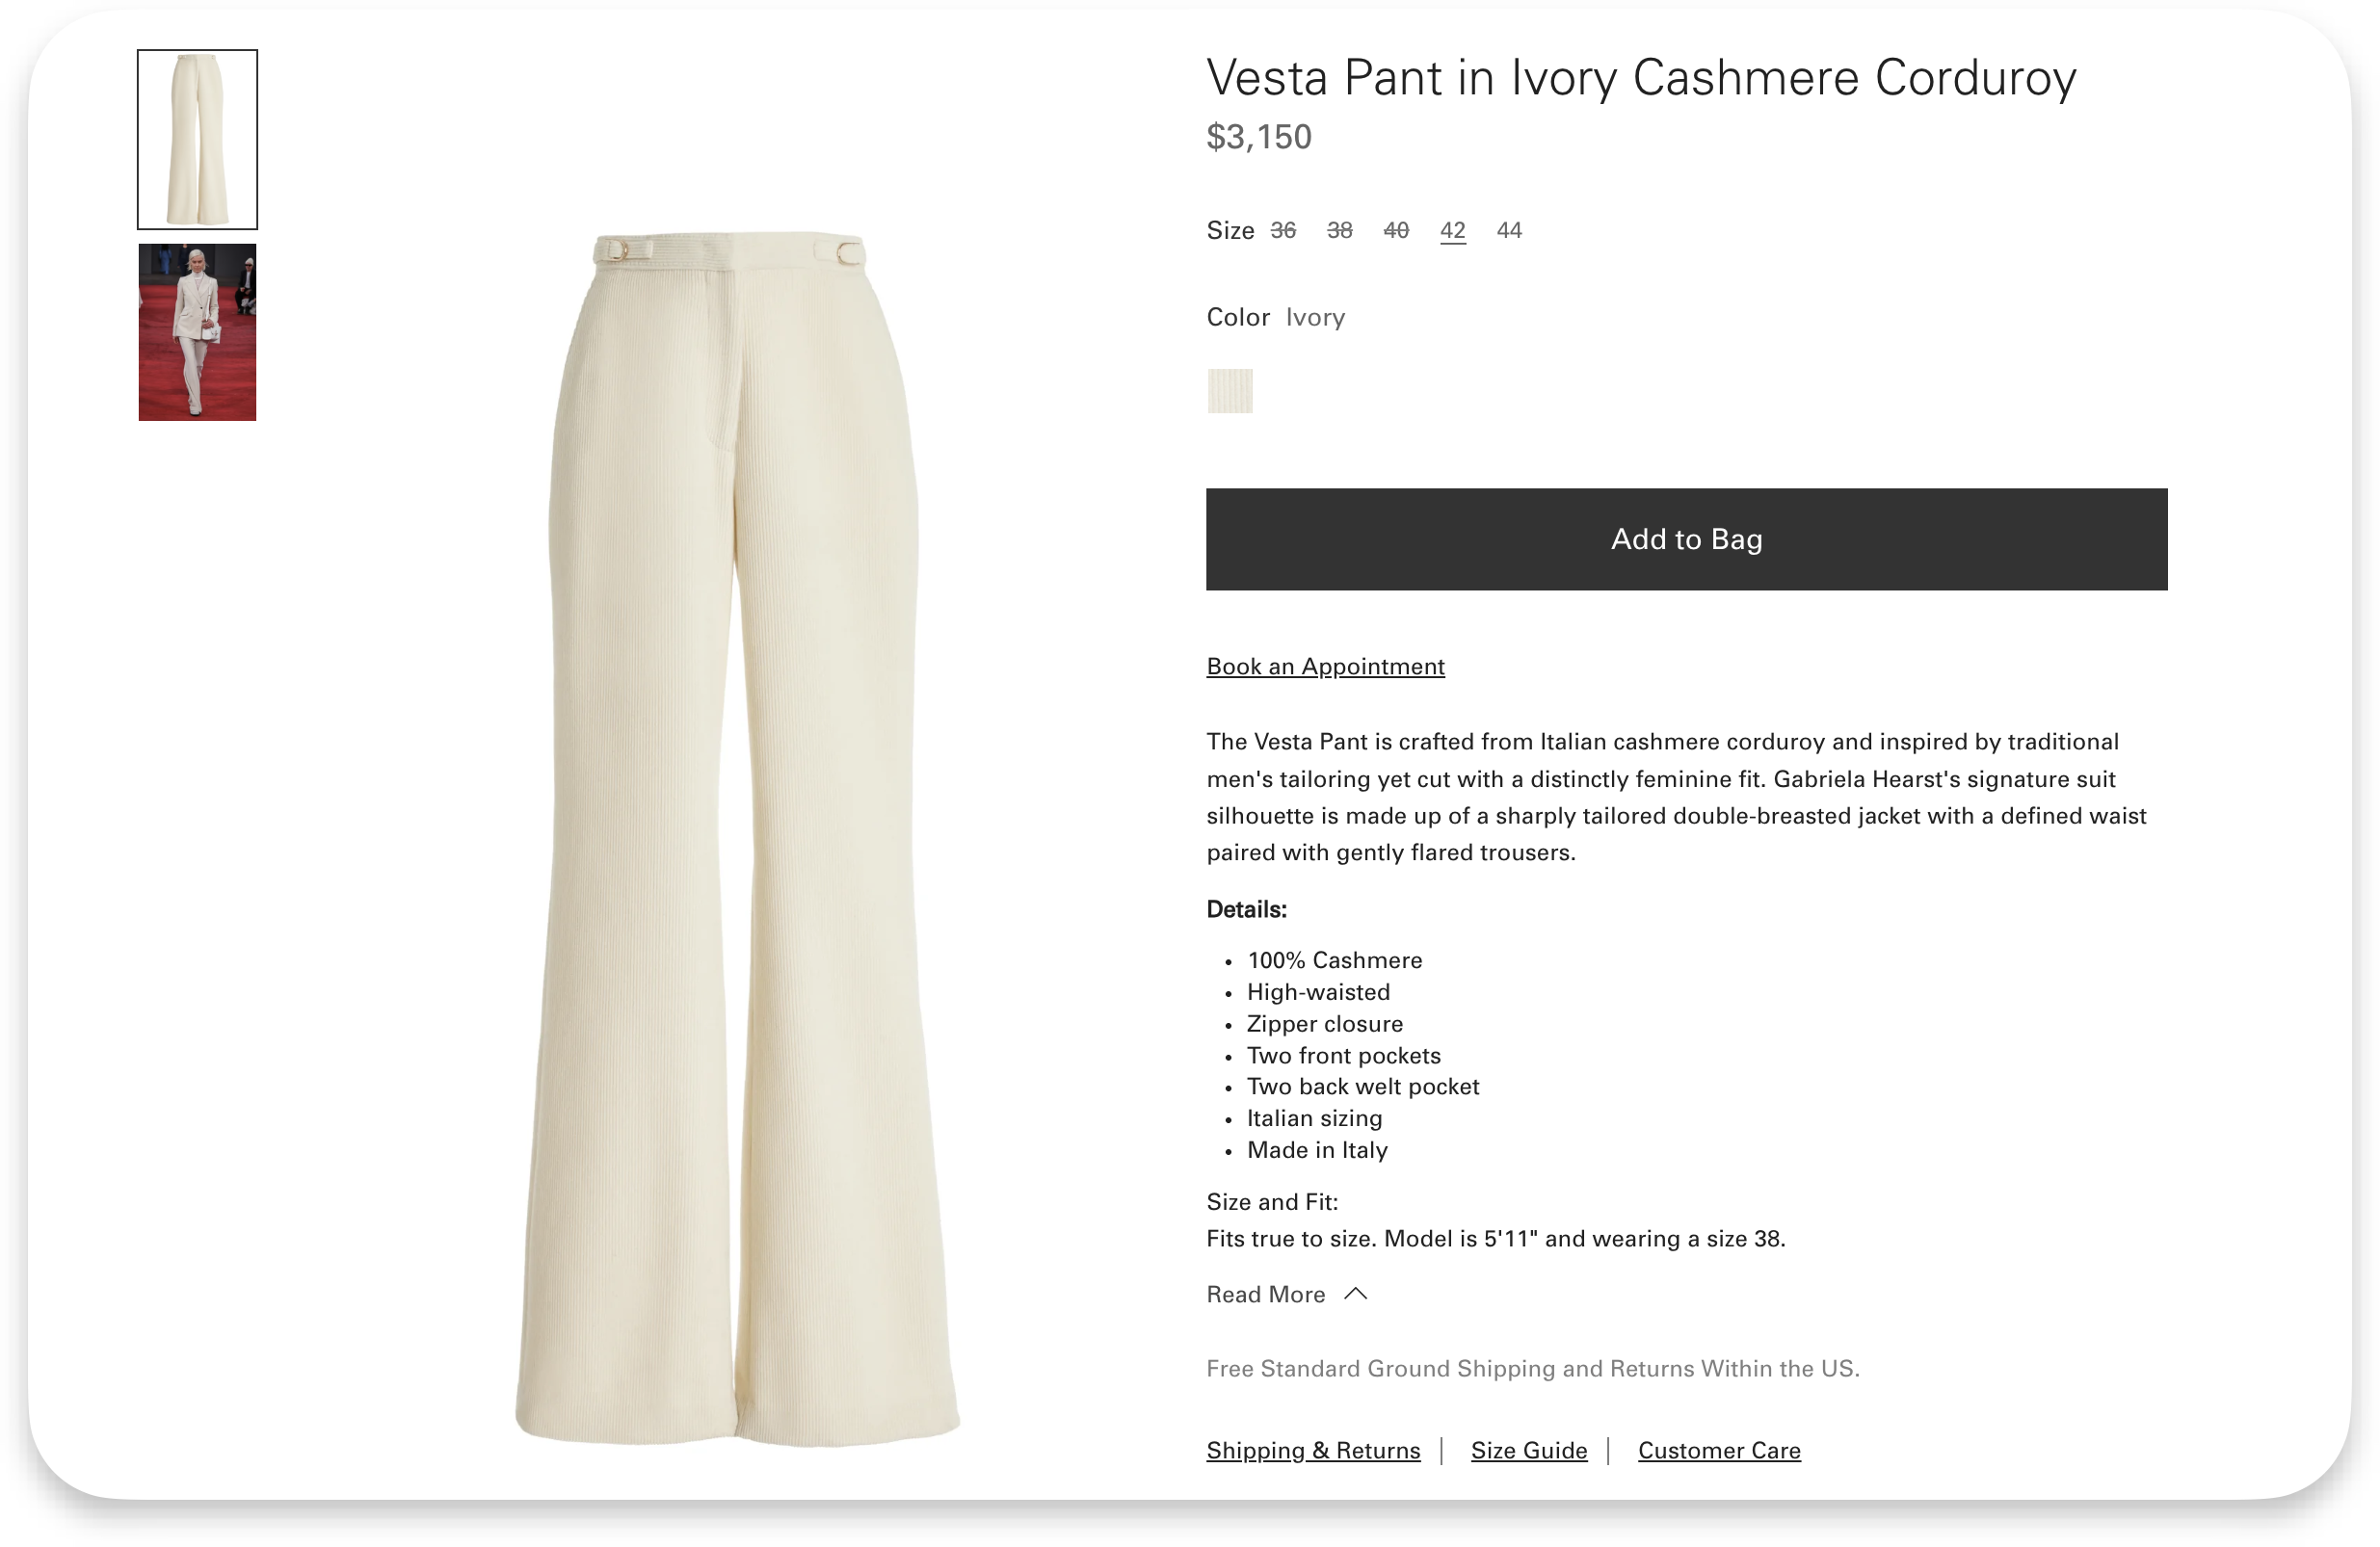 Vesta Pant in Ivory Cashmere Corduroy
$3,150
Size 36 38 40 42 44
Color Ivory
Add to Bag
Book an Appointment
The Vesta Pant is crafted from Italian cashmere corduroy and inspired by traditional
men's tailoring yet cut with a distinctly feminine fit. Gabriela Hearst's signature suit
silhouette is made up of a sharply tailored double-breasted jacket with a defined waist
paired with gently flared trousers.
Details:
• 100% Cashmere
• High-waisted
• Zipper closure
• Two front pockets
• Two back welt pocket
• Italian sizing
• Made in Italy
Size and Fit:
Fits true to size. Model is 5'11" and wearing a size 38.
Read More
Free Standard Ground Shipping and Returns Within the US.
Shipping & Returns | Size Guide | Customer Care